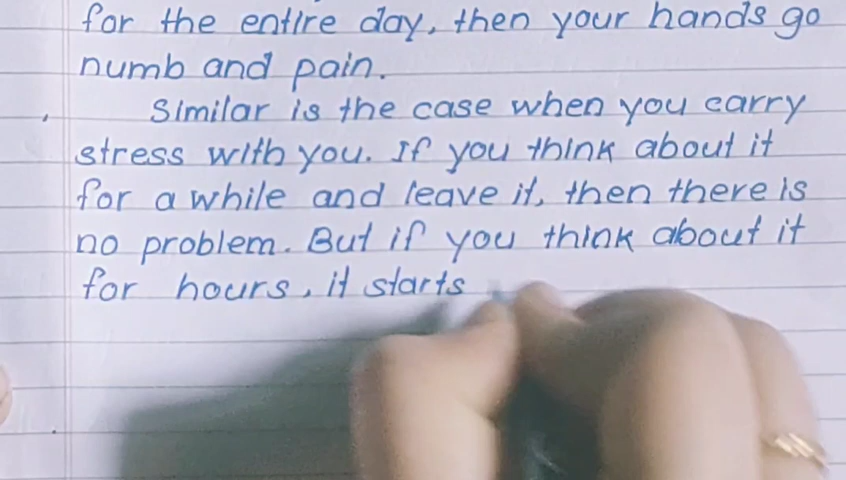 for the entire day, then your hands go
numb and pain.
Similar is the case when you carry
stress with you. If you think about it
for a while and leave it, then there is
no problem. But if you think about it
for hours, it starts